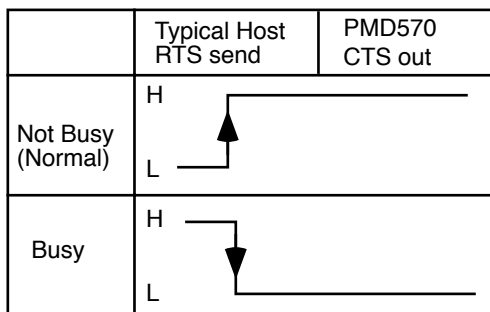 Typical Host
RTS send
PMD570
CTS out
Not Busy
(Normal)
H
L
Busy
H
L